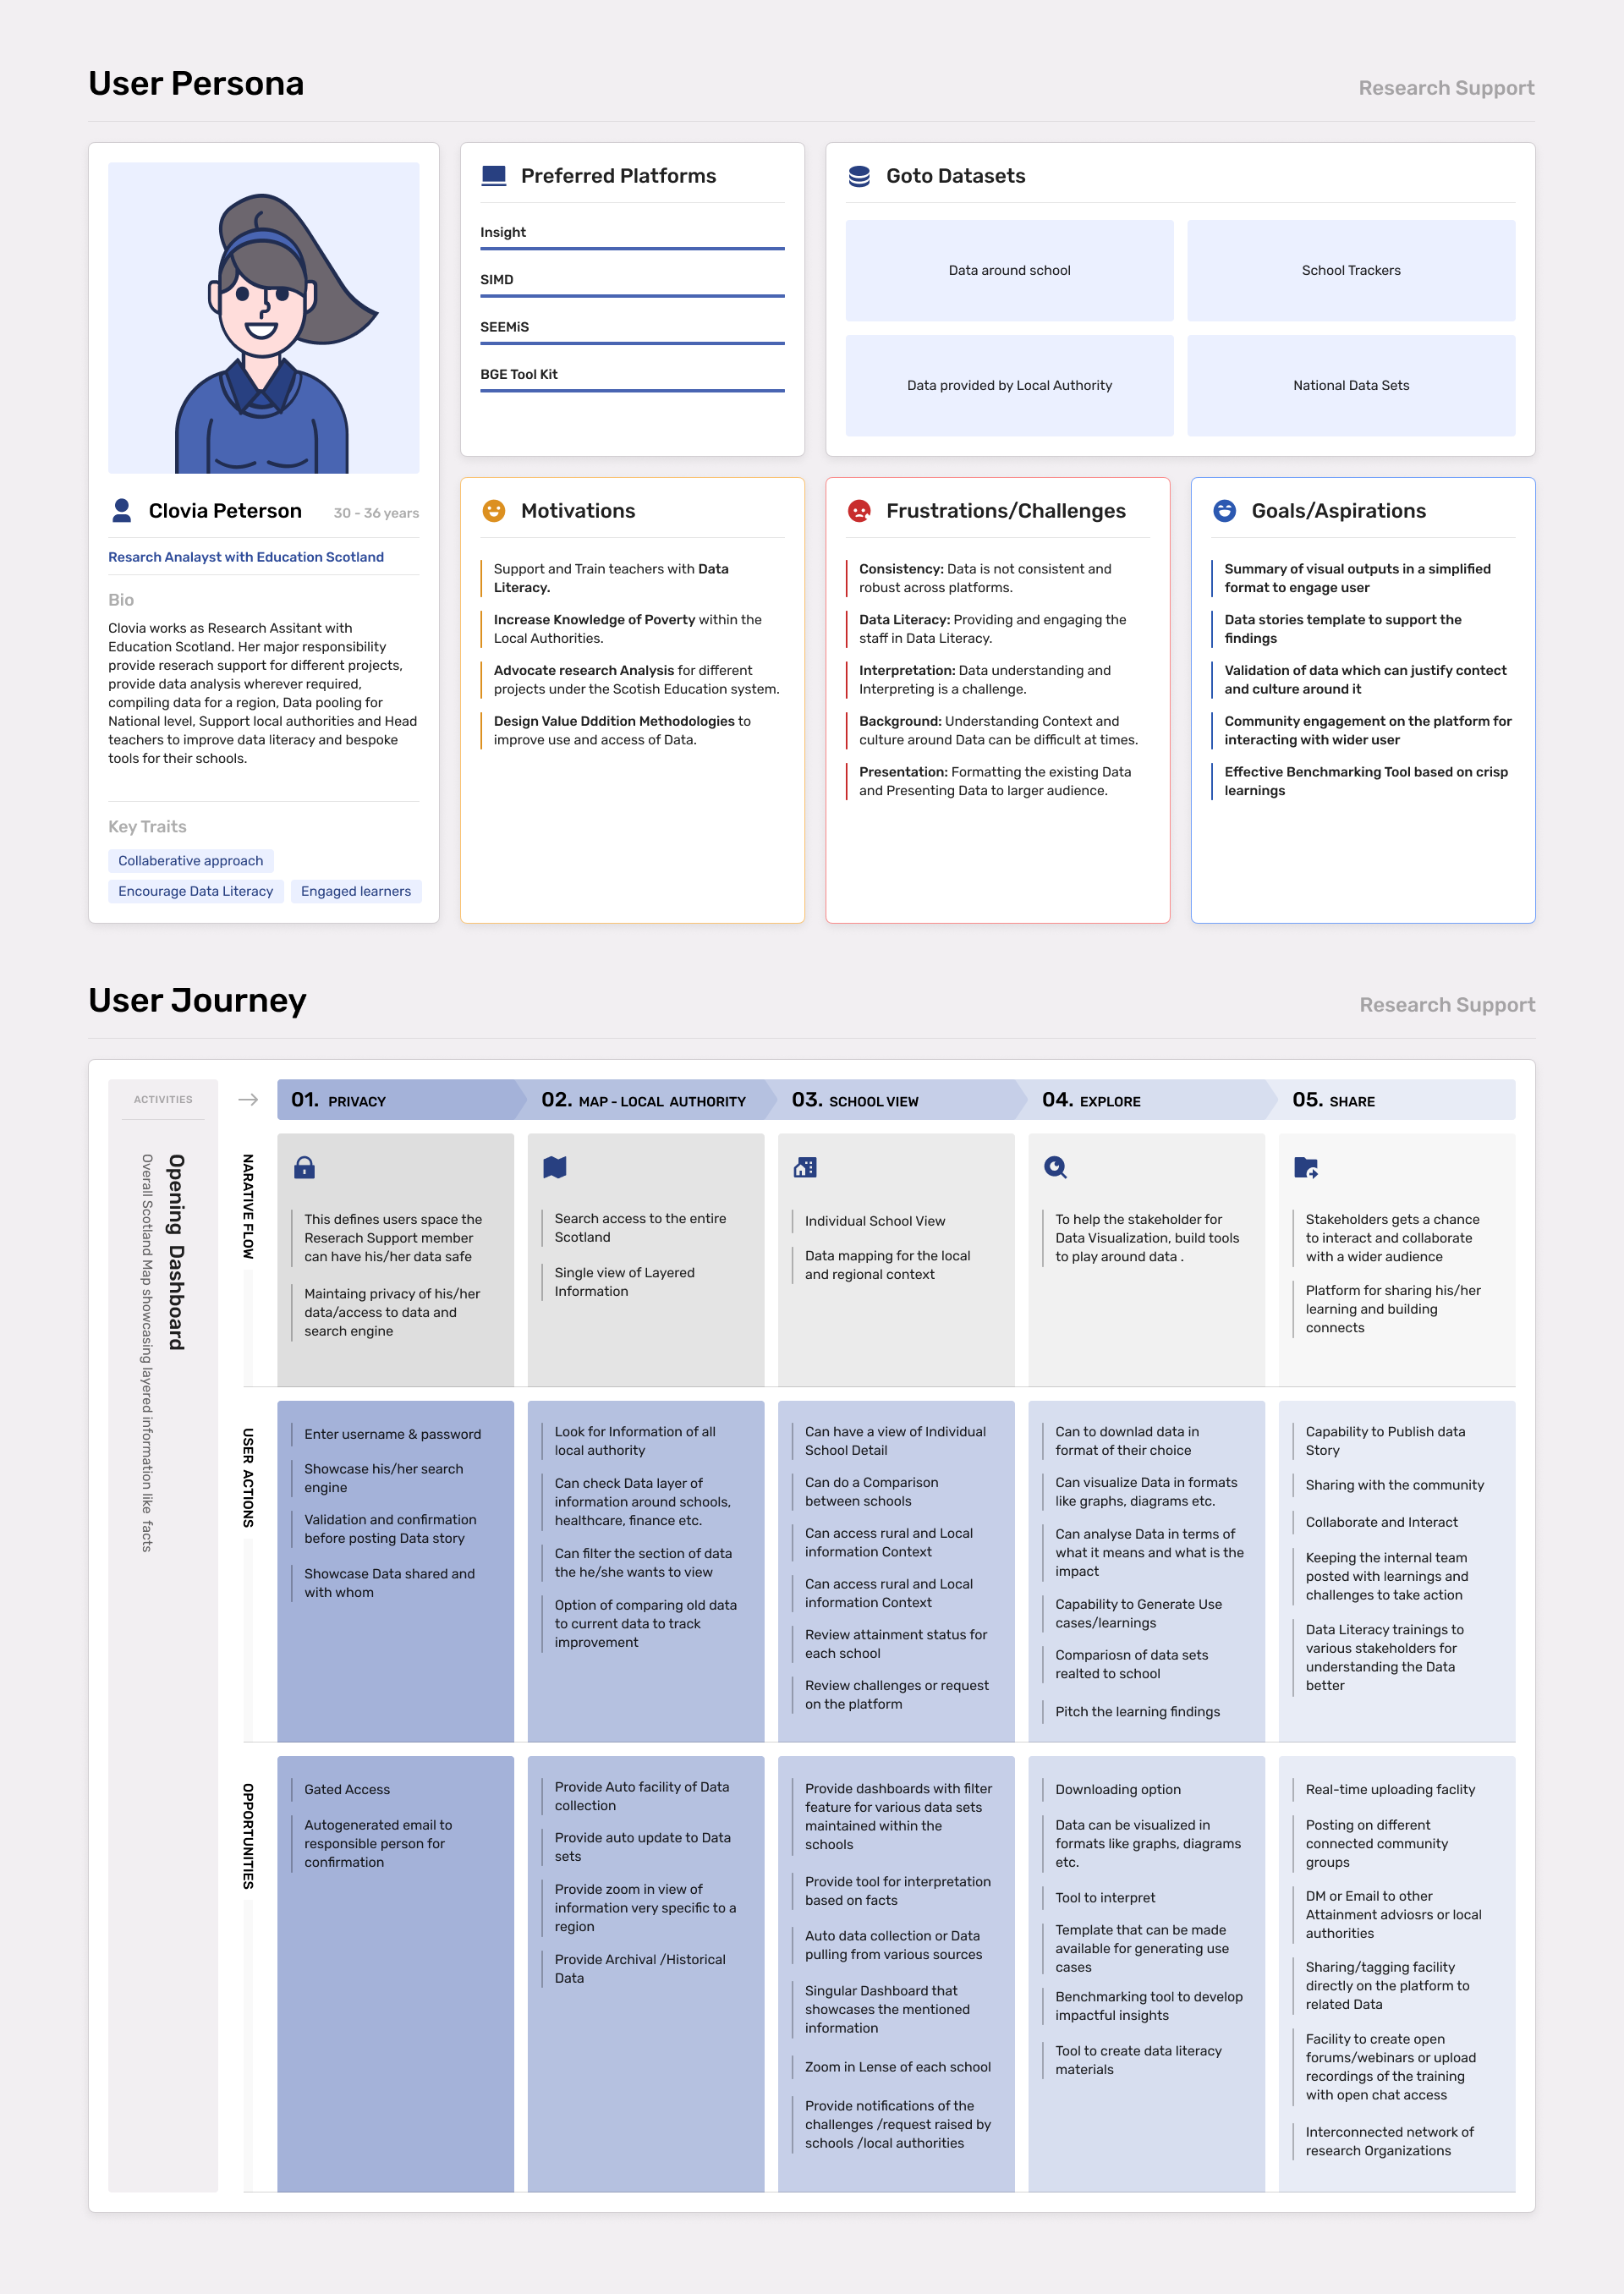 User Persona
Research Support
Clovia Peterson
30 - 36 years
Resarch Analayst with Education Scotland
Bio
Clovia works as Research Assitant with
Education Scotland. Her major responsibility
provide reserach support for different projects,
provide data analysis wherever required,
compiling data for a region, Data pooling for
National level, Support local authorities and Head
teachers to improve data literacy and bespoke
tools for their schools.
Key Traits
Collaberative approach
Encourage Data Literacy
Engaged learners
Preferred Platforms
Insight
SIMD
SEEMiS
BGE Tool Kit
Goto Datasets
Data around school
School Trackers
Data provided by Local Authority
National Data Sets
Motivations
Support and Train teachers with Data
Literacy.
Increase Knowledge of Poverty within the
Local Authorities.
Advocate research Analysis for different
projects under the Scotish Education system.
Design Value Dddition Methodologies to
improve use and access of Data.
Frustrations/Challenges
Consistency: Data is not consistent and
robust across platforms.
Data Literacy: Providing and engaging the
staff in Data Literacy.
Interpretation: Data understanding and
Interpreting is a challenge.
Background: Understanding Context and
culture around Data can be difficult at times.
Presentation: Formatting the existing Data
and Presenting Data to larger audience.
Goals/Aspirations
Summary of visual outputs in a simplified
format to engage user
Data stories template to support the
findings
Validation of data which can justify contect
and culture around it
Community engagement on the platform for
interacting with wider user
Effective Benchmarking Tool based on crisp
learnings
User Journey
Research Support
ACTIVITIES
Opening Dashboard
Overall Scotland Map showcasing layered information like facts
01. PRIVACY
02. MAP - LOCAL AUTHORITY
03. SCHOOL VIEW
04. EXPLORE
05. SHARE
NARATIVE FLOW
This defines users space the
Reserach Support member
can have his/her data safe
Maintaing privacy of his/her
data/access to data and
search engine
Search access to the entire
Scotland
Single view of Layered
Information
Individual School View
Data mapping for the local
and regional context
To help the stakeholder for
Data Visualization, build tools
to play around data .
Stakeholders gets a chance
to interact and collaborate
with a wider audience
Platform for sharing his/her
learning and building
connects
USER ACTIONS
Enter username & password
Showcase his/her search
engine
Validation and confirmation
before posting Data story
Showcase Data shared and
with whom
Look for Information of all
local authority
Can check Data layer of
information around schools,
healthcare, finance etc.
Can filter the section of data
the he/she wants to view
Option of comparing old data
to current data to track
improvement
Can have a view of Individual
School Detail
Can do a Comparison
between schools
Can access rural and Local
information Context
Can access rural and Local
information Context
Review attainment status for
each school
Review challenges or request
on the platform
Can to downlad data in
format of their choice
Can visualize Data in formats
like graphs, diagrams etc.
Can analyse Data in terms of
what it means and what is the
impact
Capability to Generate Use
cases/learnings
Compariosn of data sets
realted to school
Pitch the learning findings
Capability to Publish data
Story
Sharing with the community
Collaborate and Interact
Keeping the internal team
posted with learnings and
challenges to take action
Data Literacy trainings to
various stakeholders for
understanding the Data
better
OPPORTUNITIES
Gated Access
Autogenerated email to
responsible person for
confirmation
Provide Auto facility of Data
collection
Provide auto update to Data
sets
Provide zoom in view of
information very specific to a
region
Provide Archival /Historical
Data
Provide dashboards with filter
feature for various data sets
maintained within the
schools
Provide tool for interpretation
based on facts
Auto data collection or Data
pulling from various sources
Singular Dashboard that
showcases the mentioned
information
Zoom in Lense of each school
Provide notifications of the
challenges /request raised by
schools /local authorities
Downloading option
Data can be visualized in
formats like graphs, diagrams
etc.
Tool to interpret
Template that can be made
available for generating use
cases
Benchmarking tool to develop
impactful insights
Tool to create data literacy
materials
Real-time uploading faclity
Posting on different
connected community
groups
DM or Email to other
Attainment adviosrs or local
authorities
Sharing/tagging facility
directly on the platform to
related Data
Facility to create open
forums/webinars or upload
recordings of the training
with open chat access
Interconnected network of
research Organizations